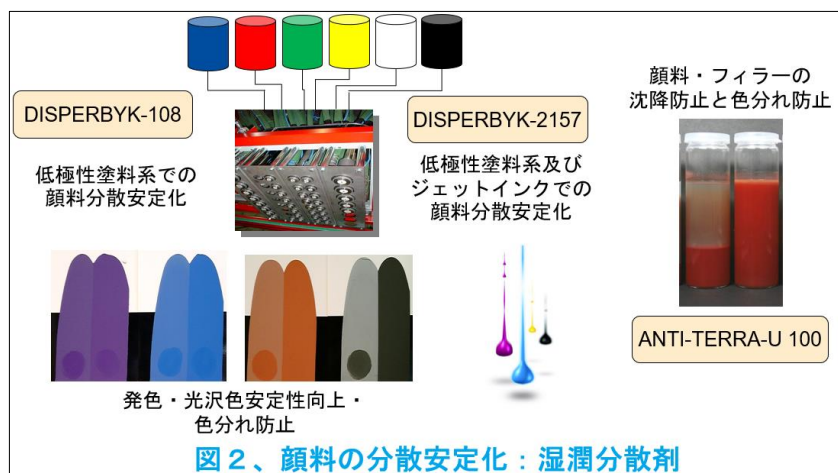 DISPERBYK-108
低極性塗料系での
顔料分散安定化
DISPERBYK-2157
低極性塗料系及び
ジェットインクでの
顔料分散安定化
顔料・フィラーの
沈降防止と色分れ防止
ANTI-TERRA-U 100
発色・光沢色安定性向上・
色分れ防止
図２、顔料の分散安定化：湿潤分散剤